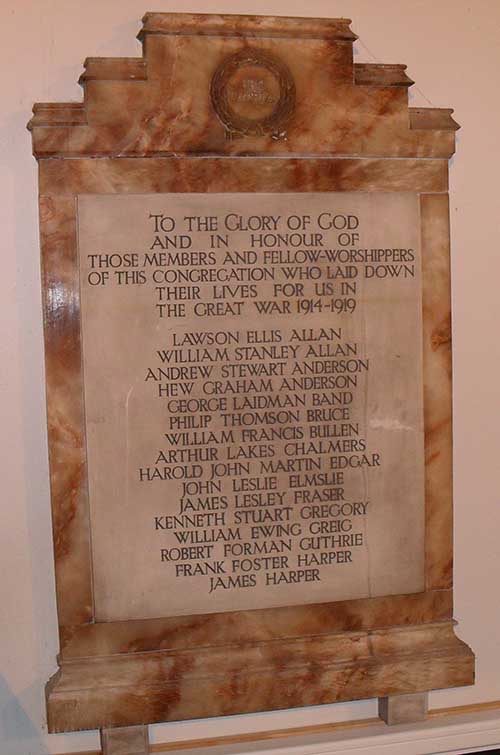 TO THE GLORY OF GOD
AND IN HONOUR OF
THOSE MEMBERS AND FELLOW-WORSHIPPERS
OF THIS CONGREGATION WHO LAID DOWN
THEIR LIVES FOR US IN
THE GREAT WAR 1914-1919
LAWSON ELLIS ALLAN
WILLIAM STANLEY ALLAN
ANDREW STEWART ANDERSON
HEW GRAHAM ANDERSON
GEORGE LAIDMAN BAND
PHILIP THOMSON BRUCE
WILLIAM FRANCIS BULLEN
ARTHUR LAKES CHALMERS
HAROLD JOHN MARTIN EDGAR
JOHN LESLIE ELMSLIE
JAMES LESLEY FRASER
KENNETH STUART GREGORY
WILLIAM EWING GREIG
ROBERT FORMAN GUTHRIE
FRANK FOSTER HARPER
JAMES HARPER